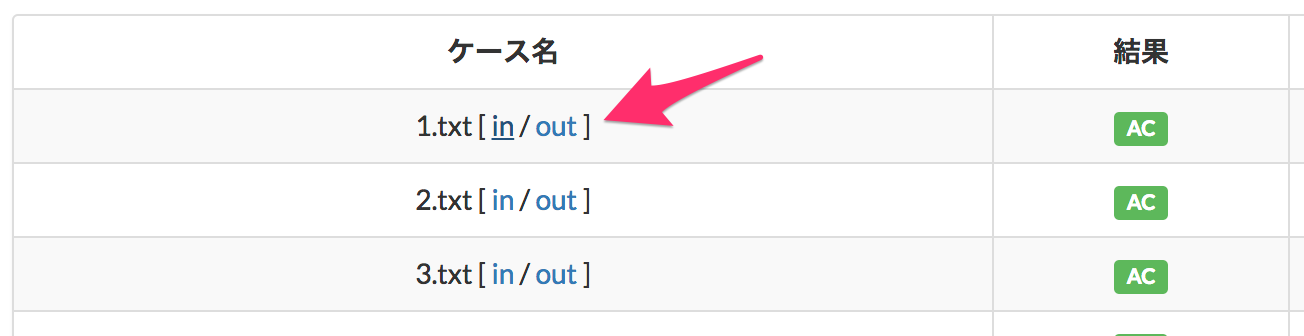 ケース名 結果
1.txt [ in / out ] AC
2.txt [ in / out ] AC
3.txt [ in / out ] AC